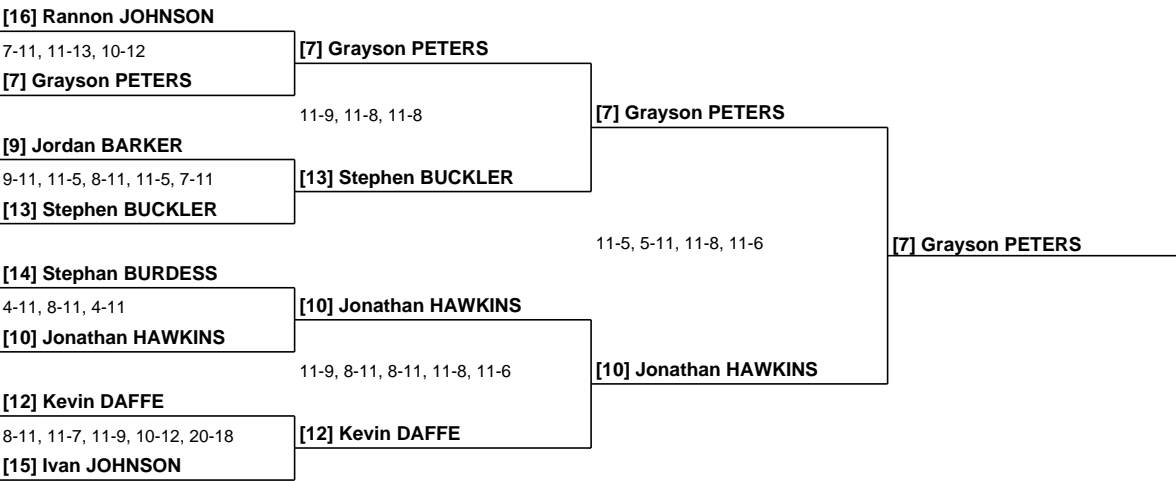 [16] Rannon JOHNSON
7-11, 11-13, 10-12
[7] Grayson PETERS
[7] Grayson PETERS
11-9, 11-8, 11-8
[7] Grayson PETERS
[9] Jordan BARKER
9-11, 11-5, 8-11, 11-5, 7-11
[13] Stephen BUCKLER
[13] Stephen BUCKLER
11-5, 5-11, 11-8, 11-6
[7] Grayson PETERS
[14] Stephan BURDESS
4-11, 8-11, 4-11
[10] Jonathan HAWKINS
[10] Jonathan HAWKINS
11-9, 8-11, 8-11, 11-8, 11-6
[10] Jonathan HAWKINS
[12] Kevin DAFFE
8-11, 11-7, 11-9, 10-12, 20-18
[12] Kevin DAFFE
[15] Ivan JOHNSON